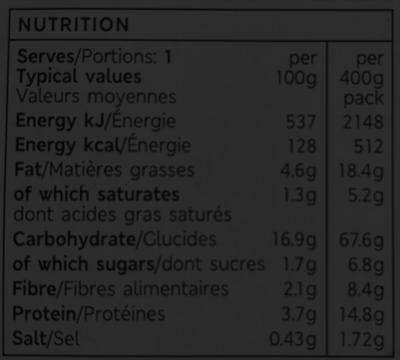 NUTRITION
Serves/Portions: 1 per per
Typical values 100g 400g
Valeurs moyennes pack
Energy kJ/Énergie 537 2148
Energy kcal/Énergie 128 512
Fat/Matières grasses 4.6g 18.4g
of which saturates 1.3g 5.2g
dont acides gras saturés
Carbohydrate/Glucides 16.9g 67.6g
of which sugars/dont sucres 1.7g 6.8g
Fibre/Fibres alimentaires 2.1g 8.4g
Protein/Protéines 3.7g 14.8g
Salt/Sel 0.43g 1.72g